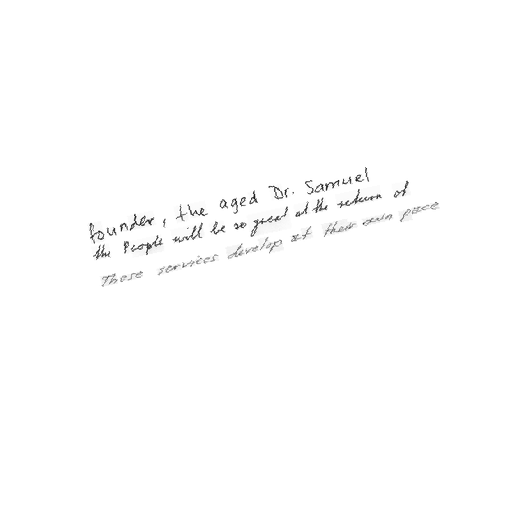 founder, the aged Dr. Samuel
the People will be so great at the return of
These services develop at their own pace